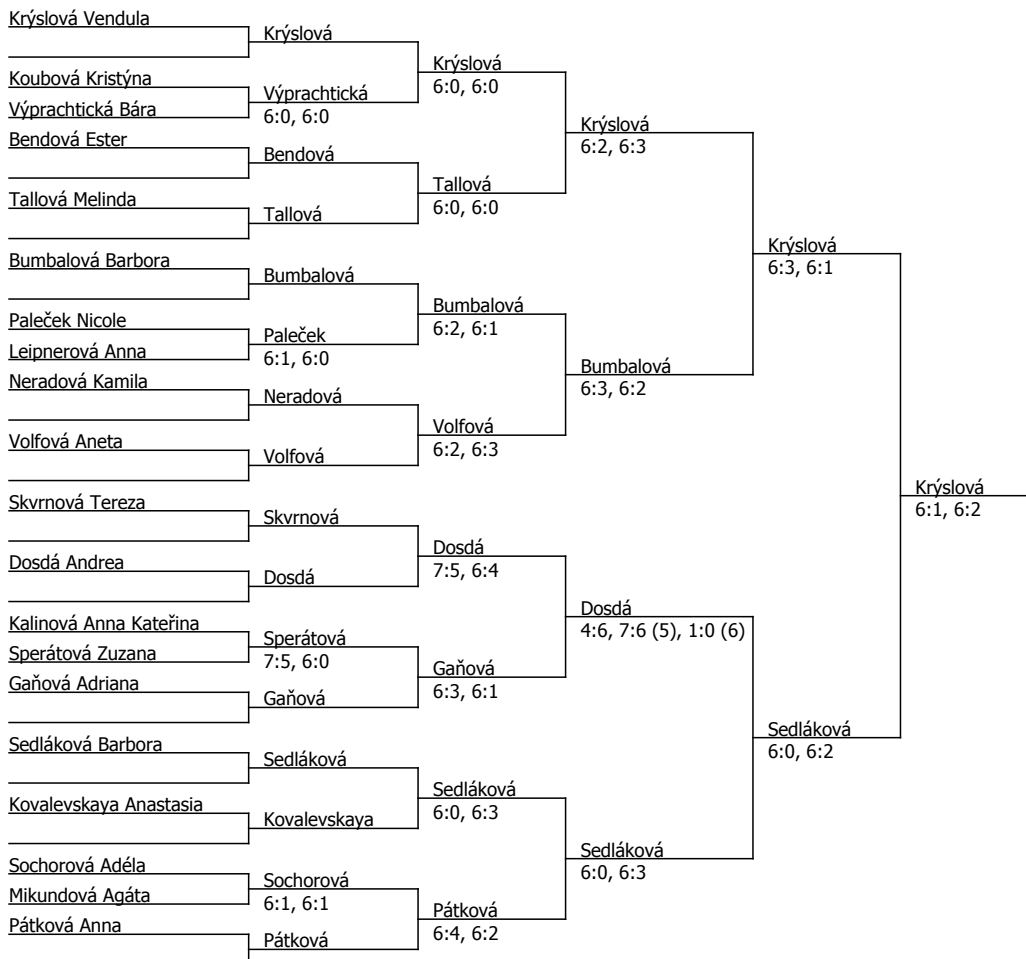 Krýslová Vendula
Koubová Kristýna
Výprachtická Bára
Bendová Ester
Tallová Melinda
Bumbalová Barbora
Paleček Nicole
Leipnerová Anna
Neradová Kamila
Volfová Aneta
Skvrnová Tereza
Dosdá Andrea
Kalinová Anna Kateřina
Sperátová Zuzana
Gaňová Adriana
Sedláková Barbora
Kovalevskaya Anastasia
Sochorová Adéla
Mikundová Agáta
Pátková Anna
Krýslová
Výprachtická
6:0, 6:0
Bendová
Tallová
Bumbalová
Paleček
6:1, 6:0
Neradová
Volfová
Skvrnová
Dosdá
Sperátová
7:5, 6:0
Gaňová
Sedláková
Kovalevskaya
Sochorová
6:1, 6:1
Pátková
Krýslová
6:0, 6:0
Tallová
6:0, 6:0
Bumbalová
6:2, 6:1
Volfová
6:2, 6:3
Dosdá
7:5, 6:4
Gaňová
6:3, 6:1
Sedláková
6:0, 6:3
Pátková
6:4, 6:2
Krýslová
6:2, 6:3
Bumbalová
6:3, 6:2
Dosdá
4:6, 7:6 (5), 1:0 (6)
Sedláková
6:0, 6:3
Krýslová
6:3, 6:1
Sedláková
6:0, 6:2
Krýslová
6:1, 6:2